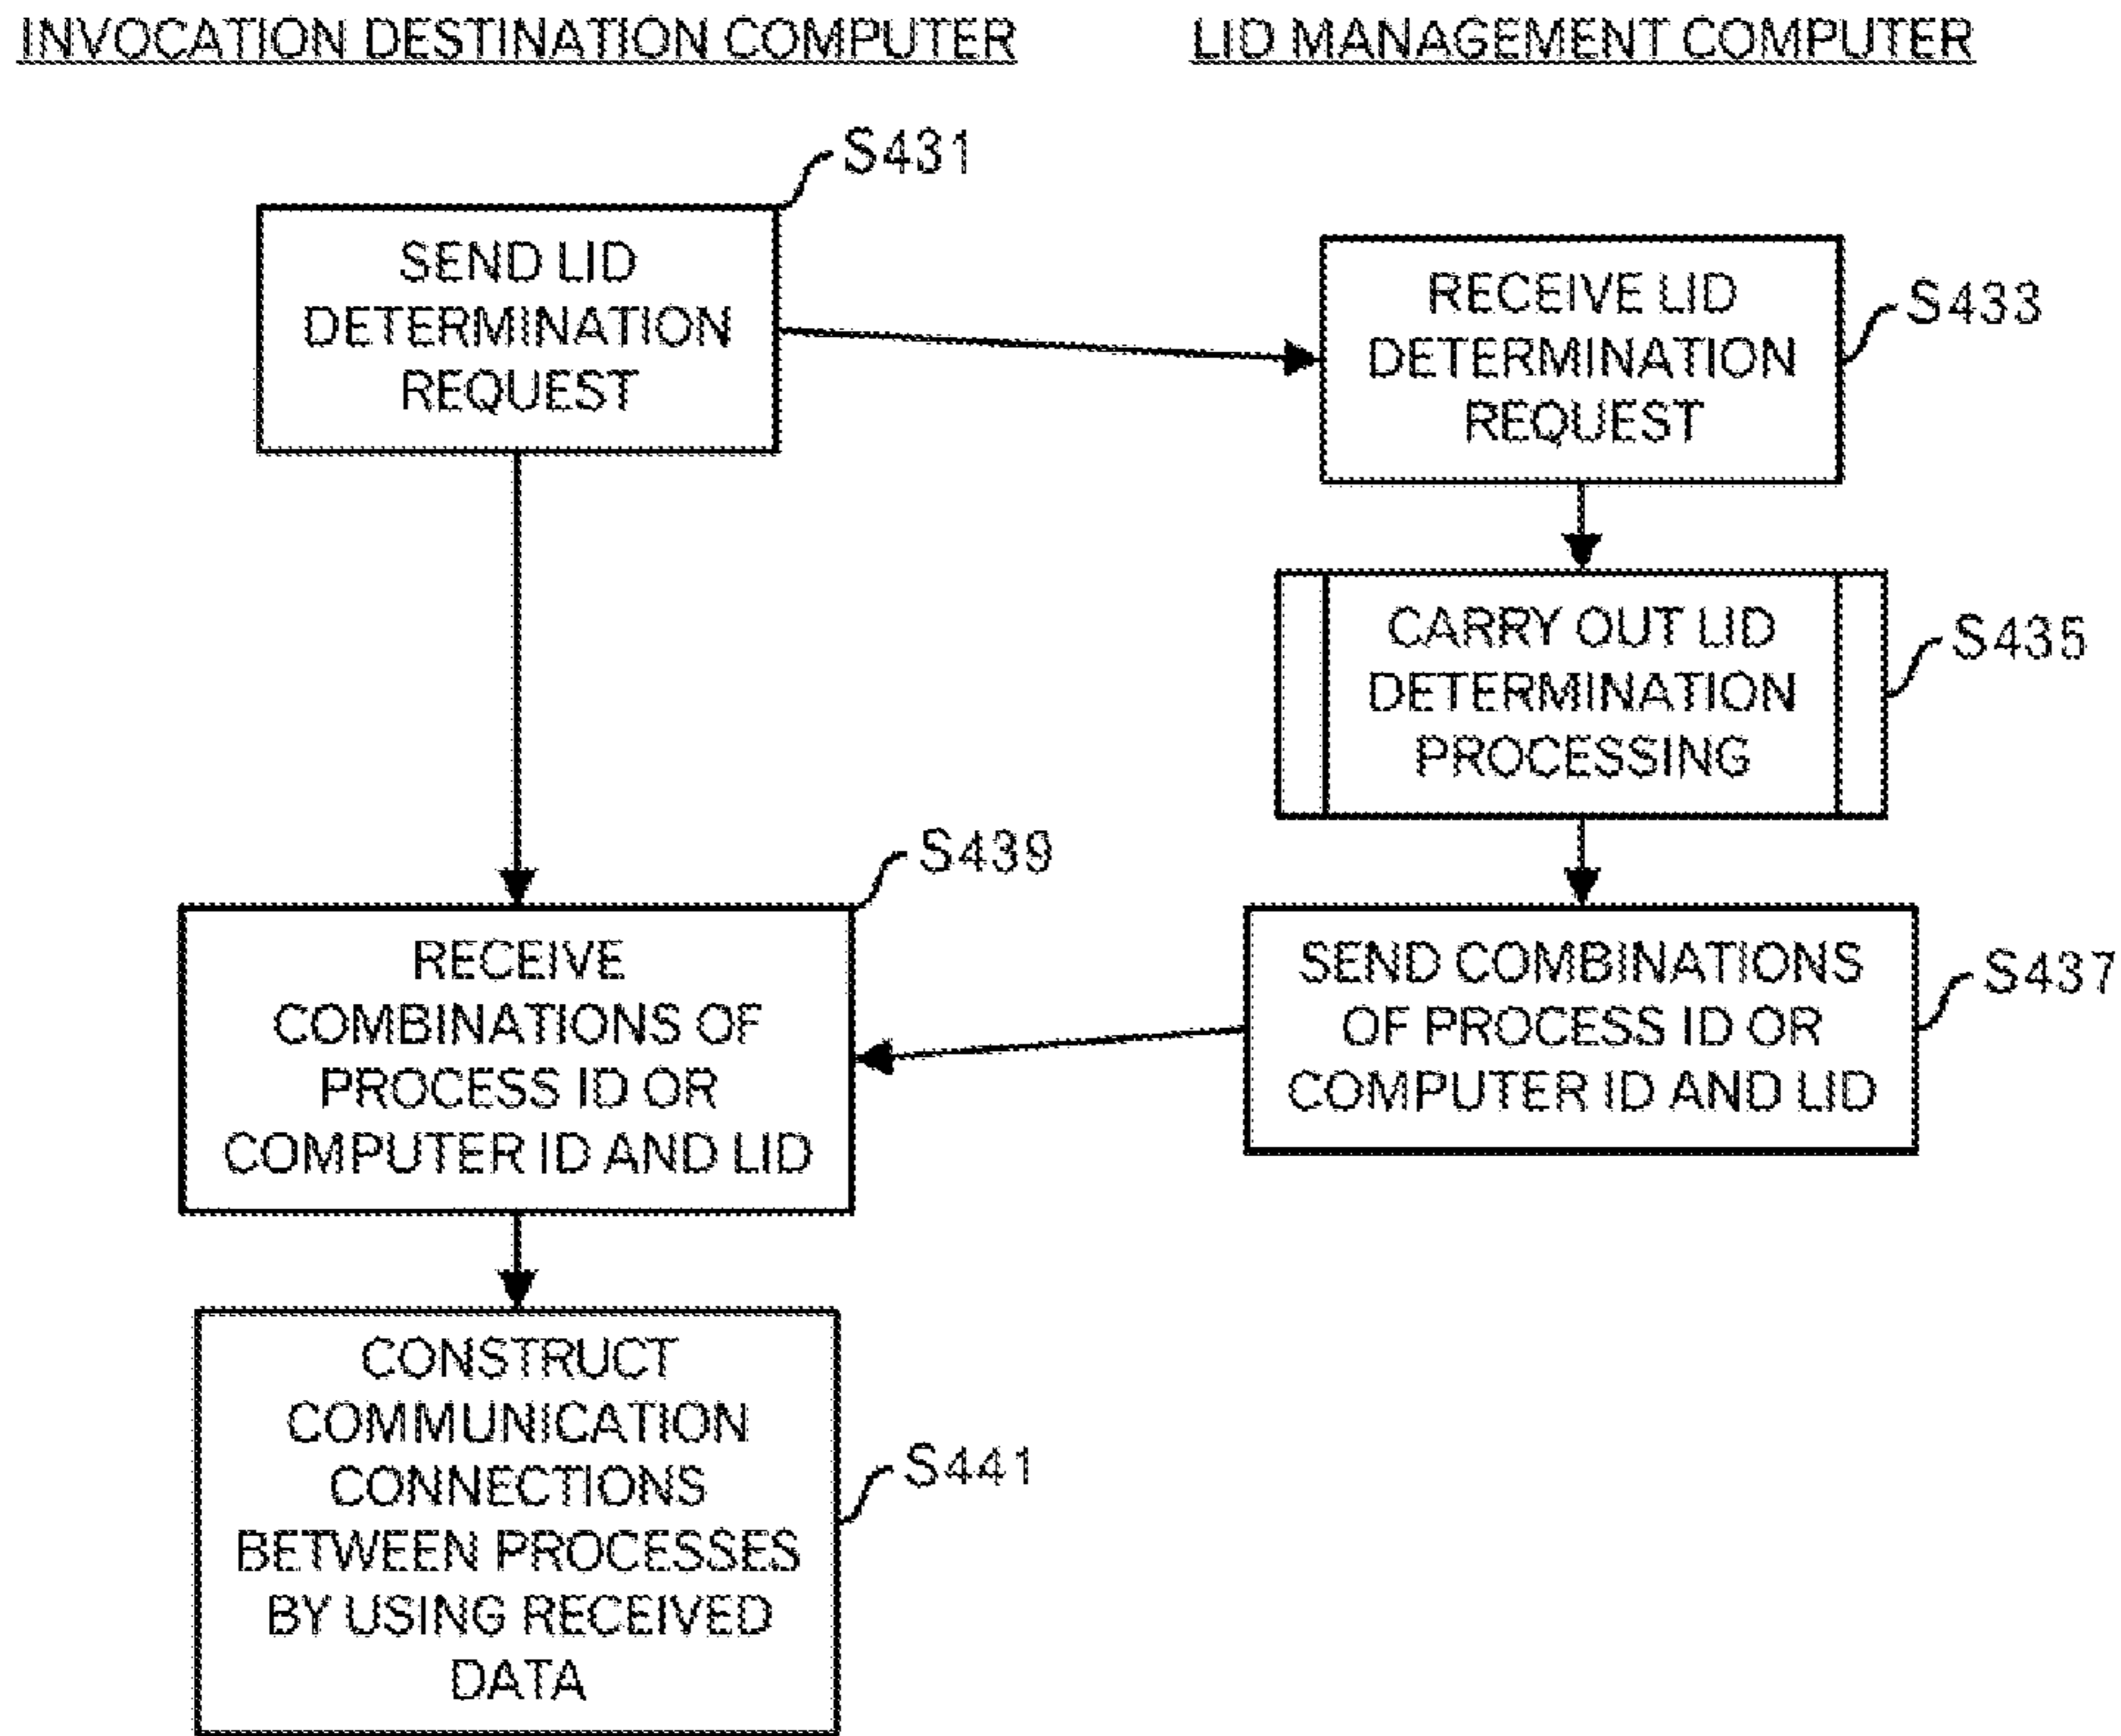 INVOCATION DESTINATION COMPUTER
LID MANAGEMENT COMPUTER
S431
SEND LID
DETERMINATION
REQUEST
RECEIVE LID
DETERMINATION
REQUEST
S433
CARRY OUT LID
DETERMINATION
PROCESSING
S435
S439
RECEIVE
COMBINATIONS OF
PROCESS ID OR
COMPUTER ID AND LID
SEND COMBINATIONS
OF PROCESS ID OR
COMPUTER ID AND LID
S437
CONSTRUCT
COMMUNICATION
CONNECTIONS
BETWEEN PROCESSES
BY USING RECEIVED
DATA
S441